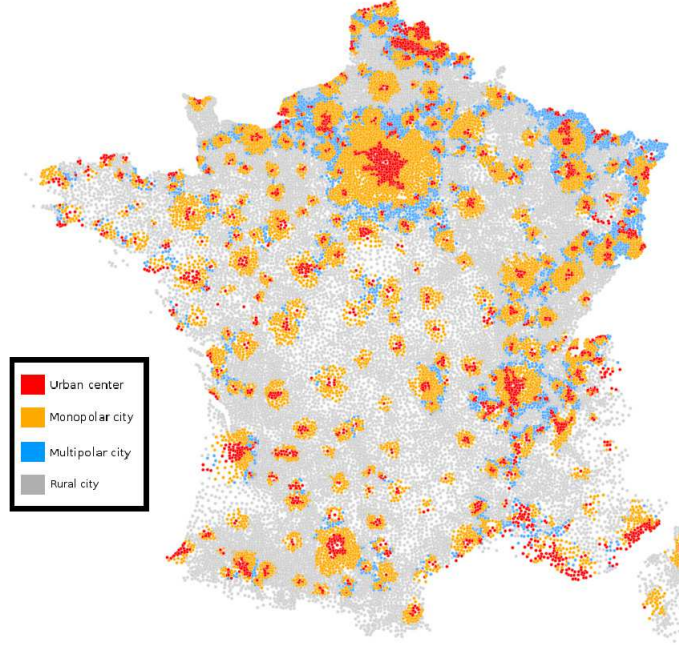 Urban center
Monopolar city
Multipolar city
Rural city